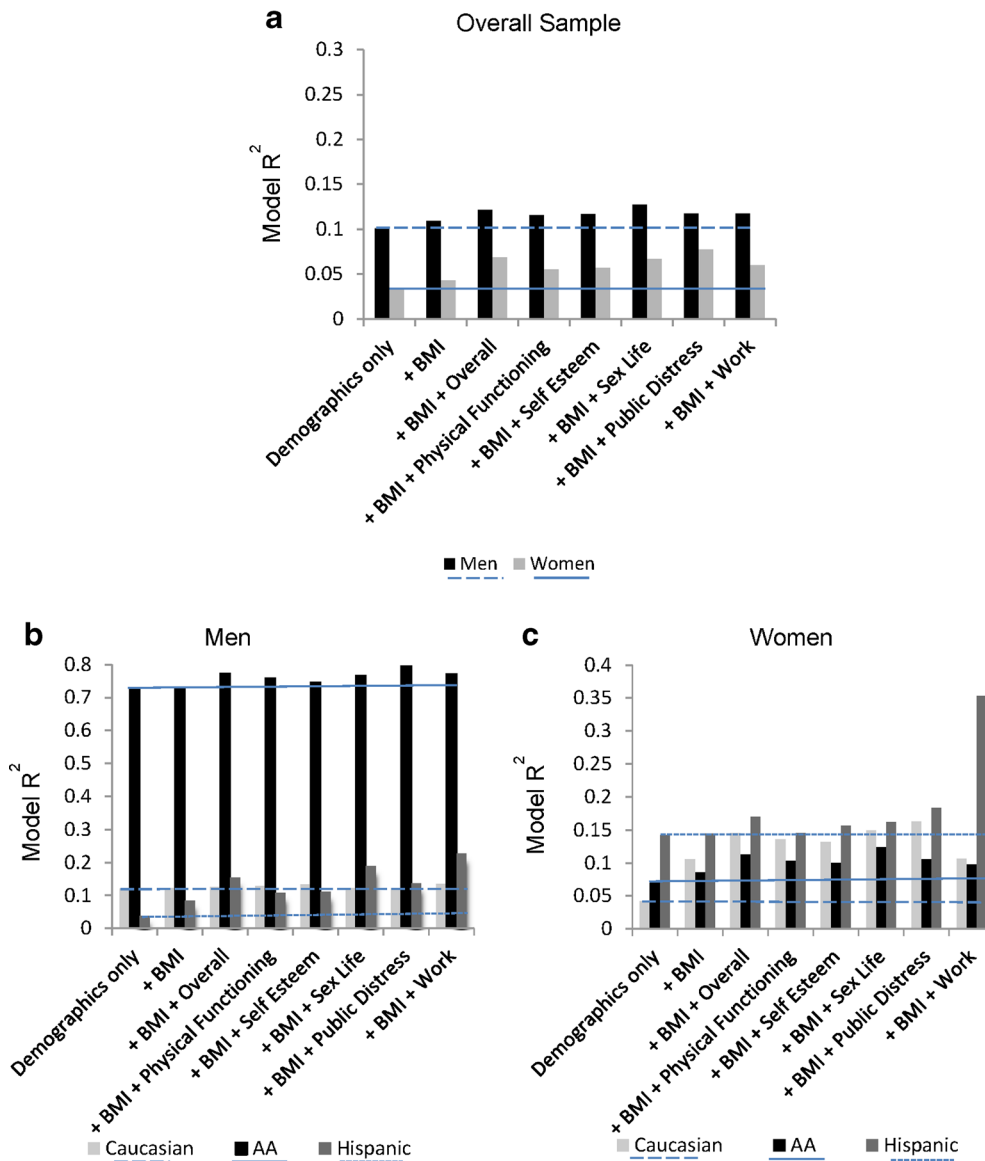 a
Overall Sample
Model R²
0.3
0.25
0.2
0.15
0.1
0.05
0
Demographics only
+ BMI
+ BMI + Overall
+ BMI + Physical Functioning
+ BMI + Self Esteem
+ BMI + Sex Life
+ BMI + Public Distress
+ BMI + Work
Men Women
b
Men
Model R²
0.8
0.7
0.6
0.5
0.4
0.3
0.2
0.1
0
Demographics only
+ BMI
+ BMI + Overall
+ BMI + Physical Functioning
+ BMI + Self Esteem
+ BMI + Sex Life
+ BMI + Public Distress
+ BMI + Work
Caucasian AA Hispanic
c
Women
Model R²
0.4
0.35
0.3
0.25
0.2
0.15
0.1
0.05
0
Demographics only
+ BMI
+ BMI + Overall
+ BMI + Physical Functioning
+ BMI + Self Esteem
+ BMI + Sex Life
+ BMI + Public Distress
+ BMI + Work
Caucasian AA Hispanic